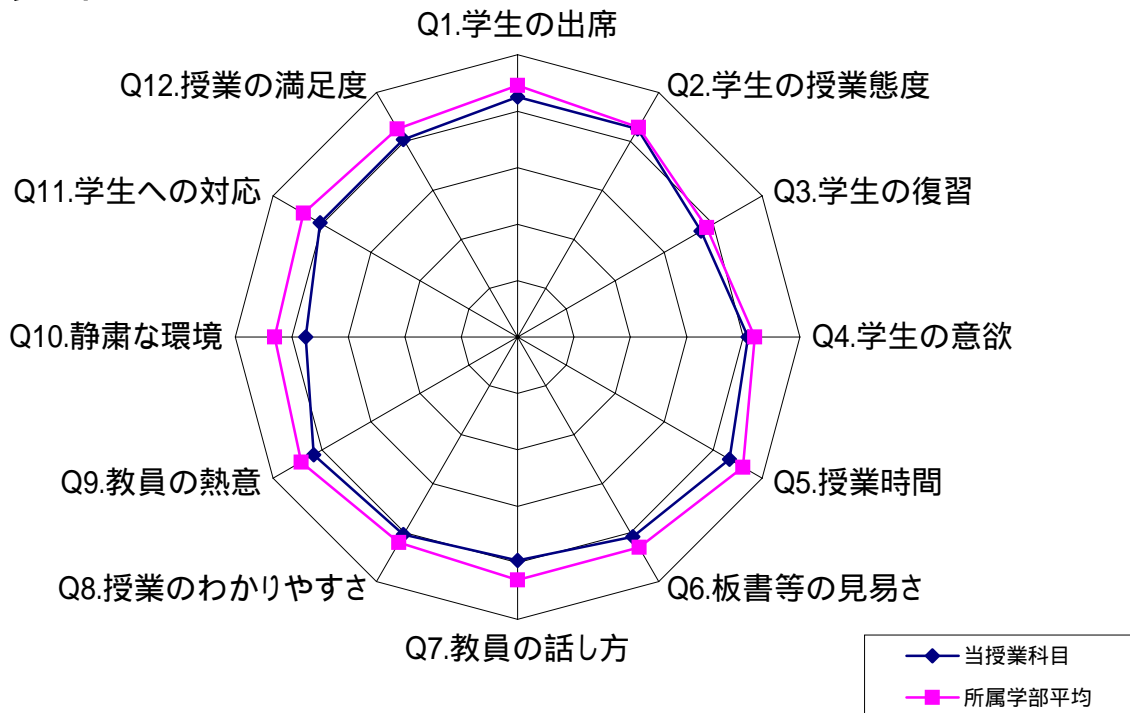 Q1.学生の出席
Q2.学生の授業態度
Q3.学生の復習
Q4.学生の意欲
Q5.授業時間
Q6.板書等の見易さ
Q7.教員の話し方
Q8.授業のわかりやすさ
Q9.教員の熱意
Q10.静粛な環境
Q11.学生への対応
Q12.授業の満足度
当授業科目
所属学部平均